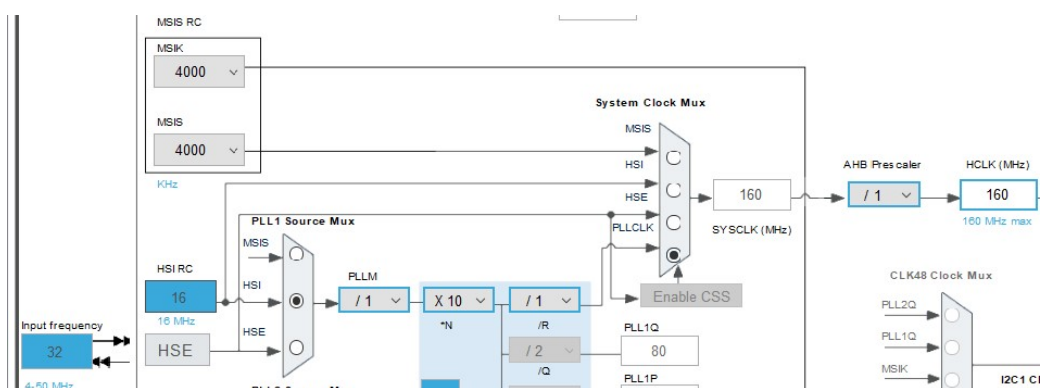 MSIS RC
MSIK
4000
MSIS
4000
KHz
System Clock Mux
MSIS
HSI
HSE
PLLCLK
160
SYSCLK (MHz)
AHB Prescaler
/ 1
HCLK (MHz)
160
160 MHz max
PLL1 Source Mux
MSIS
HSI
HSE
HSI RC
16
16 MHz
HSE
Input frequency
32
4-50 MHz
PLLM
/ 1
X 10
*N
/ 1
/R
/ 2
/Q
Enable CSS
PLL1Q
80
PLL1P
CLK48 Clock Mux
PLL2Q
PLL1Q
MSIK
I2C1 Cl